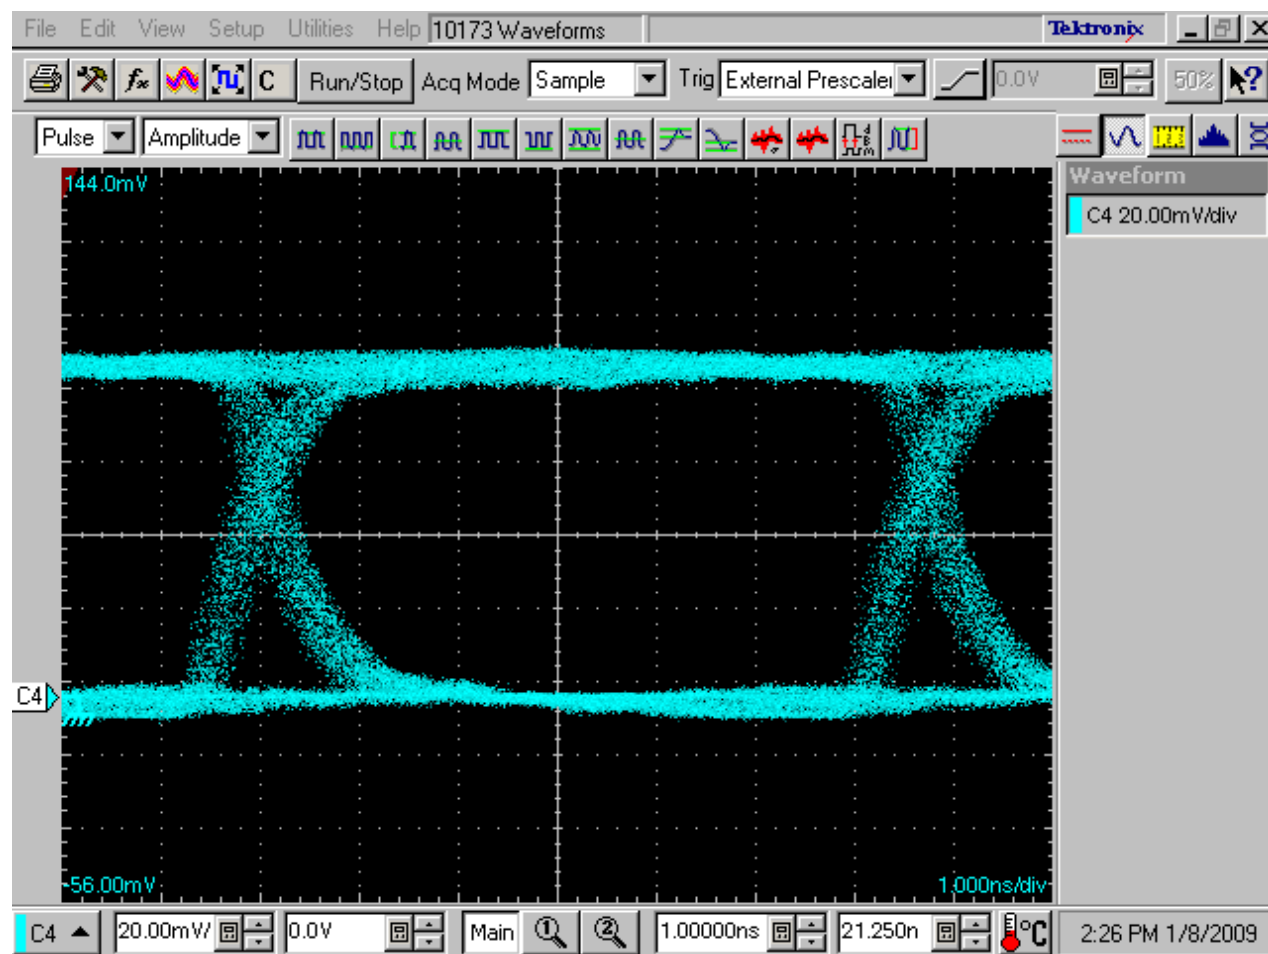 File Edit View Setup Utilities Help 10173 Waveforms Tektronix
C Run/Stop Acq Mode Sample Trig External Prescaler 0.0V 50%
Pulse Amplitude
144.0mV
Waveform
C4 20.00mV/div
C4
-56.00mV 1.000ns/div
C4 20.00mV/ 0.0V Main 1 2 1.00000ns 21.250n °C 2:26 PM 1/8/2009